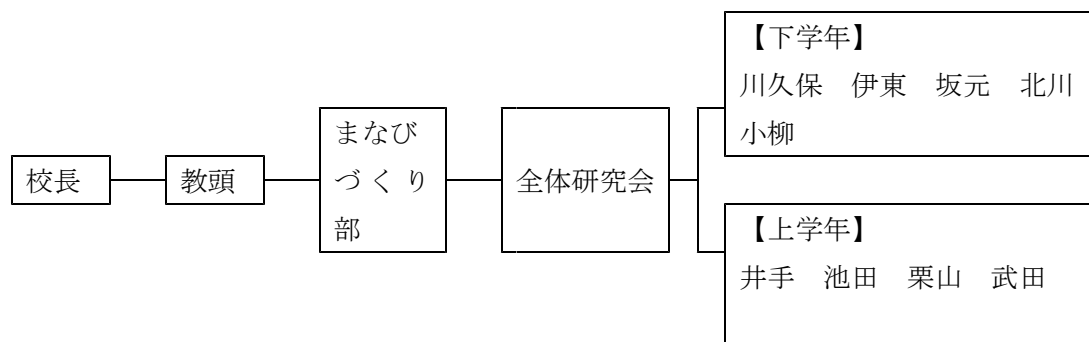 校長
教頭
まなび
づくり
部
全体研究会
【下学年】
川久保　伊東　坂元　北川
小柳
【上学年】
井手　池田　栗山　武田